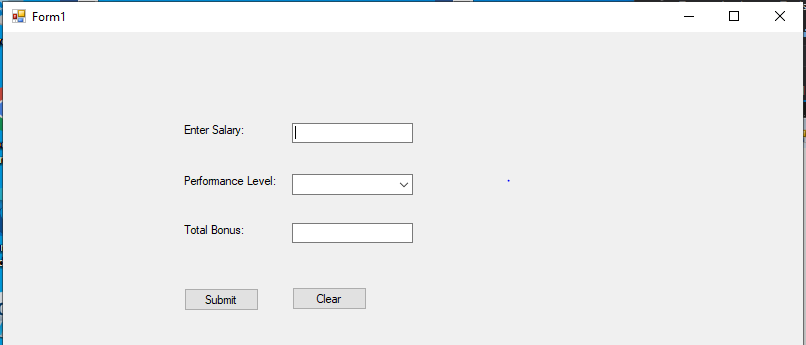 Form1
Enter Salary:
Performance Level:
Total Bonus:
Submit Clear